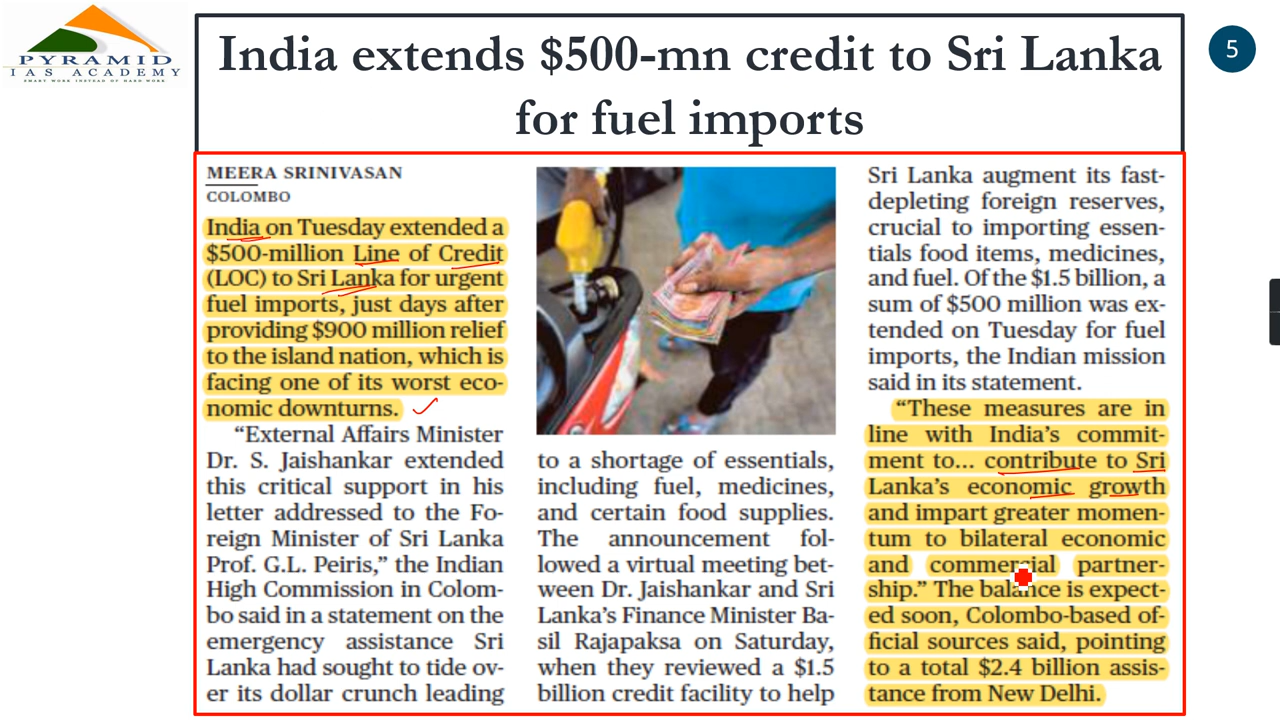 PYRAMID
IAS ACADEMY
SMART WORK INSTEAD OF HARD WORK
India extends $500-mn credit to Sri Lanka
for fuel imports
5
MEERA SRINIVASAN
COLOMBO
India on Tuesday extended a
$500-million Line of Credit
(LOC) to Sri Lanka for urgent
fuel imports, just days after
providing $900 million relief
to the island nation, which is
facing one of its worst eco-
nomic downturns.
“External Affairs Minister
Dr. S. Jaishankar extended
this critical support in his
letter addressed to the Fo-
reign Minister of Sri Lanka
Prof. G.L. Peiris,” the Indian
High Commission in Colom-
bo said in a statement on the
emergency assistance Sri
Lanka had sought to tide ov-
er its dollar crunch leading
to a shortage of essentials,
including fuel, medicines,
and certain food supplies.
The announcement fol-
lowed a virtual meeting bet-
ween Dr. Jaishankar and Sri
Lanka’s Finance Minister Ba-
sil Rajapaksa on Saturday,
when they reviewed a $1.5
billion credit facility to help
Sri Lanka augment its fast-
depleting foreign reserves,
crucial to importing essen-
tials food items, medicines,
and fuel. Of the $1.5 billion, a
sum of $500 million was ex-
tended on Tuesday for fuel
imports, the Indian mission
said in its statement.
“These measures are in
line with India’s commit-
ment to... contribute to Sri
Lanka’s economic growth
and impart greater momen-
tum to bilateral economic
and commercial partner-
ship.” The balance is expect-
ed soon, Colombo-based of-
ficial sources said, pointing
to a total $2.4 billion assis-
tance from New Delhi.